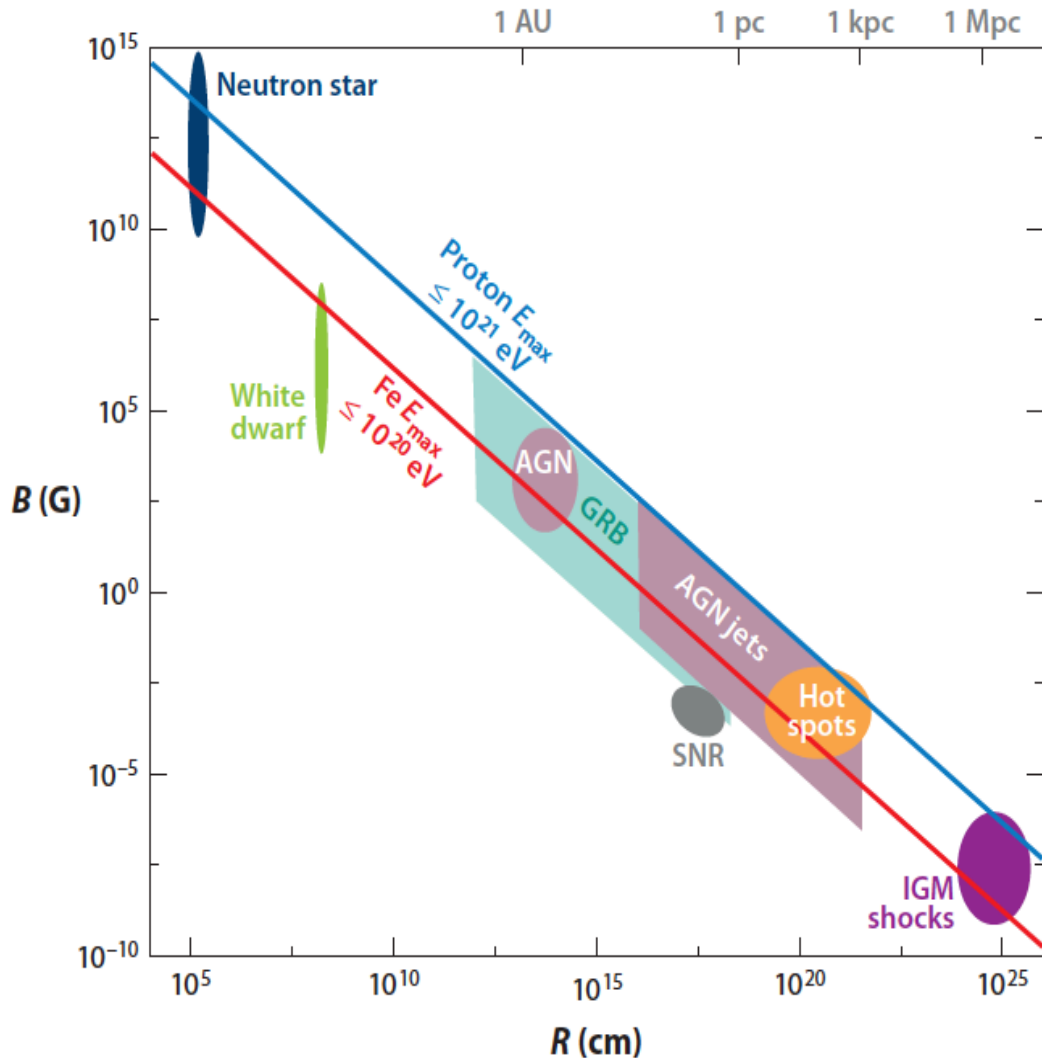 1 AU 1 pc 1 kpc 1 Mpc
10¹⁵
Neutron star
10¹⁰
Proton E_max
≤ 10²¹ eV
White
dwarf
Fe E_max
≤ 10²⁰ eV
10⁵
AGN
B (G)
GRB
10⁰
AGN jets
Hot
spots
SNR
10⁻⁵
IGM
shocks
10⁻¹⁰
10⁵ 10¹⁰ 10¹⁵ 10²⁰ 10²⁵
R (cm)